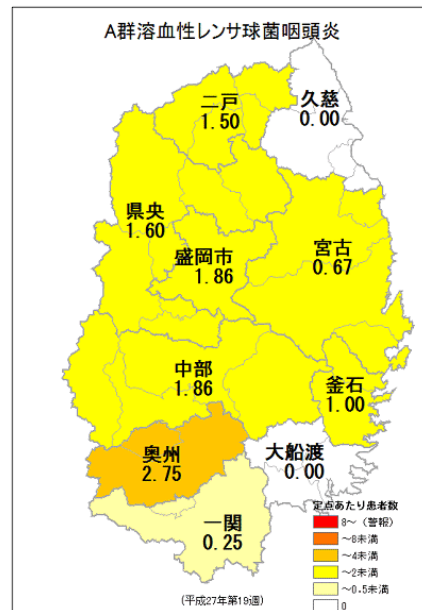 A群溶血性レンサ球菌咽頭炎
久慈
0.00
二戸
1.50
県央
1.60
盛岡市
1.86
宮古
0.67
中部
1.86
釜石
1.00
奥州
2.75
大船渡
0.00
一関
0.25
定点あたり患者数
8～（警報）
～8未満
～4未満
～2未満
～0.5未満
0
(平成27年第19週)